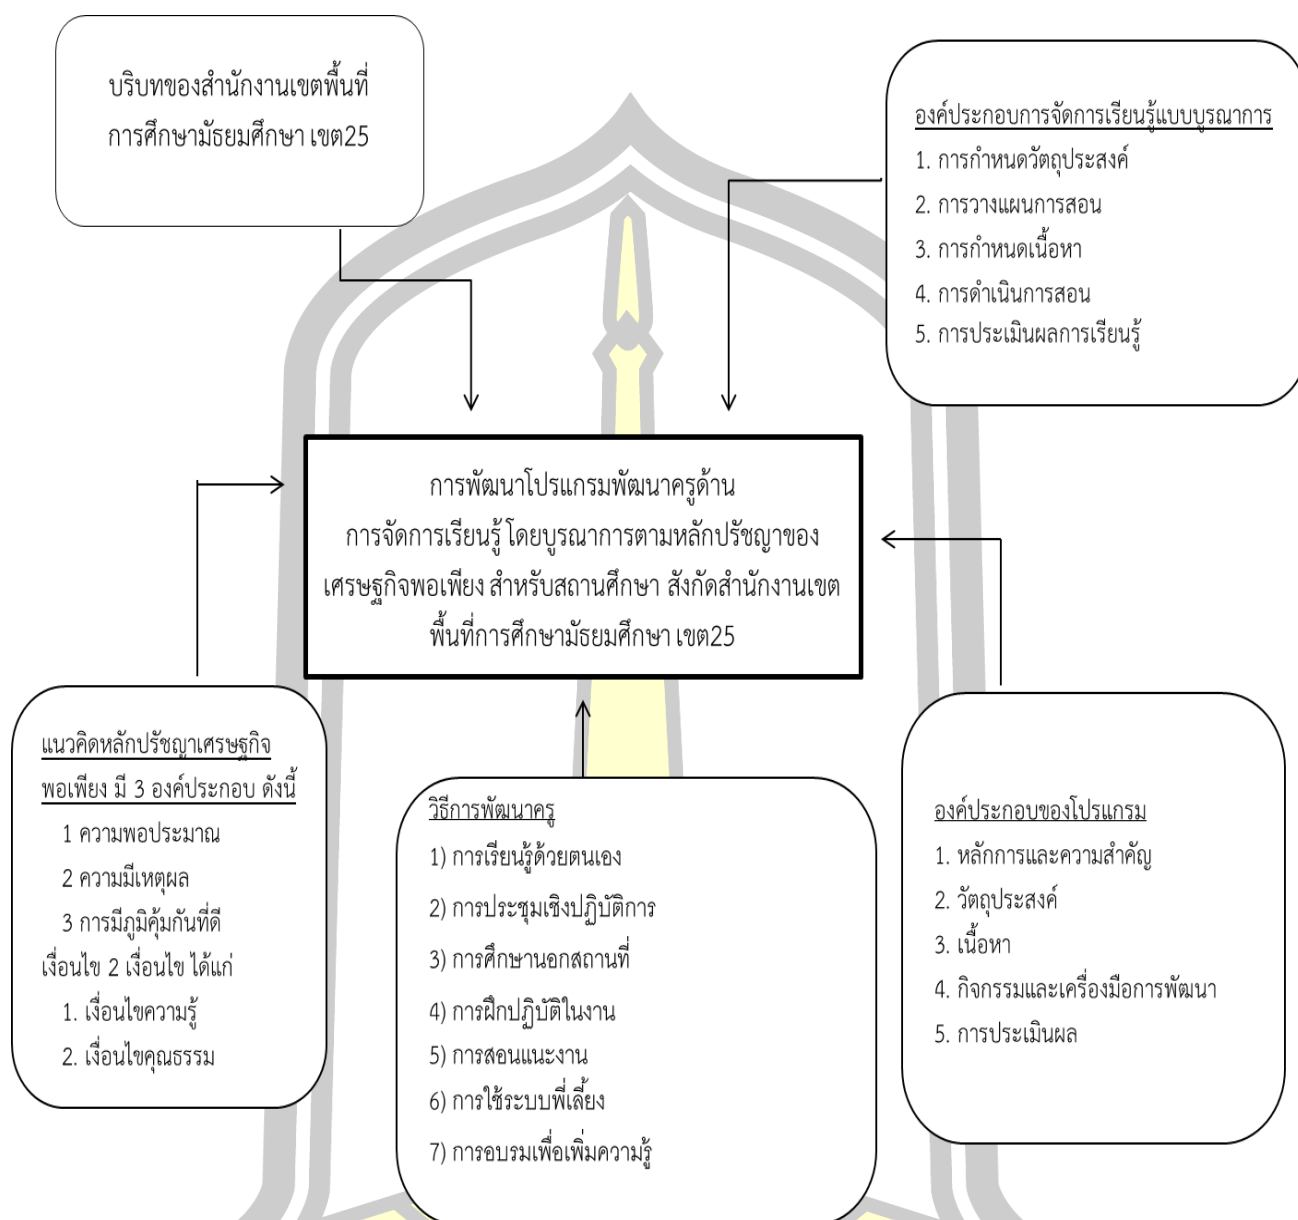 บริบทของสำนักงานเขตพื้นที่
การศึกษามัธยมศึกษา เขต25
องค์ประกอบการจัดการเรียนรู้แบบบูรณาการ
1. การกำหนดวัตถุประสงค์
2. การวางแผนการสอน
3. การกำหนดเนื้อหา
4. การดำเนินการสอน
5. การประเมินผลการเรียนรู้
การพัฒนาโปรแกรมพัฒนาครูด้าน
การจัดการเรียนรู้ โดยบูรณาการตามหลักปรัชญาของ
เศรษฐกิจพอเพียง สำหรับสถานศึกษา สังกัดสำนักงานเขต
พื้นที่การศึกษามัธยมศึกษา เขต25
แนวคิดหลักปรัชญาเศรษฐกิจ
พอเพียง มี 3 องค์ประกอบ ดังนี้
1 ความพอประมาณ
2 ความมีเหตุผล
3 การมีภูมิคุ้มกันที่ดี
เงื่อนไข 2 เงื่อนไข ได้แก่
1. เงื่อนไขความรู้
2. เงื่อนไขคุณธรรม
วิธีการพัฒนาครู
1) การเรียนรู้ด้วยตนเอง
2) การประชุมเชิงปฏิบัติการ
3) การศึกษานอกสถานที่
4) การฝึกปฏิบัติในงาน
5) การสอนแนะงาน
6) การใช้ระบบพี่เลี้ยง
7) การอบรมเพื่อเพิ่มความรู้
องค์ประกอบของโปรแกรม
1. หลักการและความสำคัญ
2. วัตถุประสงค์
3. เนื้อหา
4. กิจกรรมและเครื่องมือการพัฒนา
5. การประเมินผล